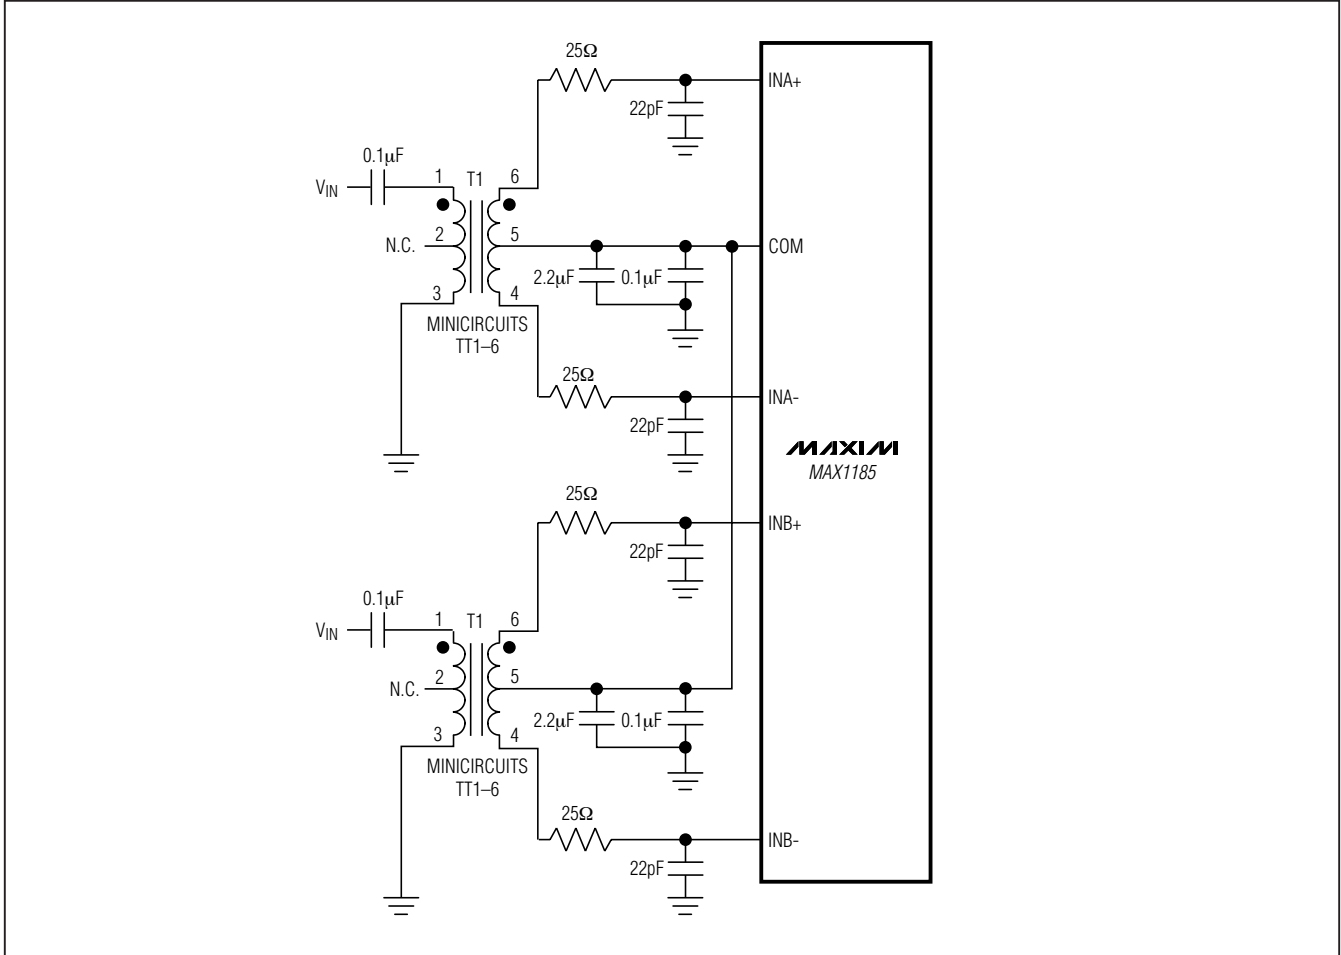 25Ω
INA+
22pF
0.1μF
1 T1 6
VIN
N.C. 2 5 COM
2.2μF 0.1μF
3 4
MINICIRCUITS
TT1–6
25Ω
INA-
22pF
MAXIM
MAX1185
25Ω
INB+
22pF
0.1μF
1 T1 6
VIN
N.C. 2 5
2.2μF 0.1μF
3 4
MINICIRCUITS
TT1–6
25Ω
INB-
22pF